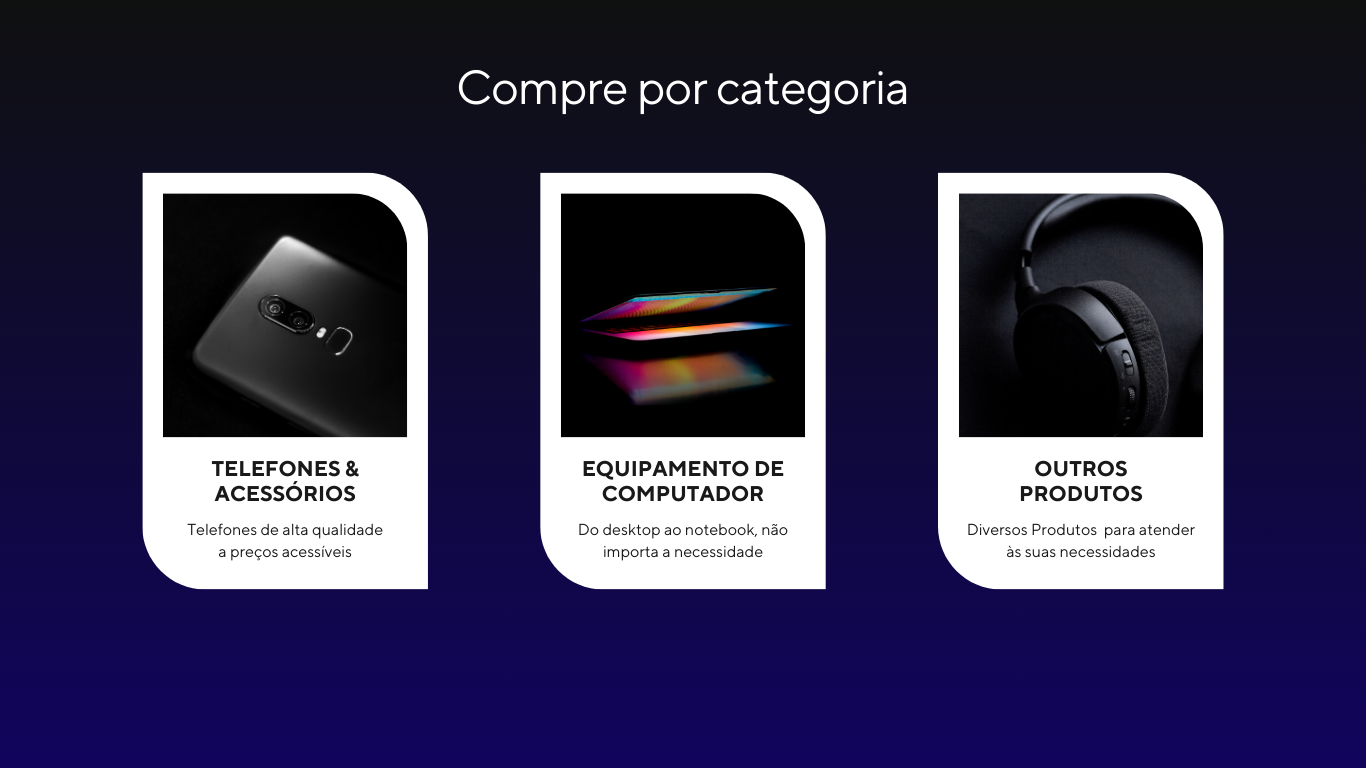 Compre por categoria
TELEFONES &
ACESSÓRIOS
Telefones de alta qualidade
a preços acessíveis
EQUIPAMENTO DE
COMPUTADOR
Do desktop ao notebook, não
importa a necessidade
OUTROS
PRODUTOS
Diversos Produtos  para atender
às suas necessidades